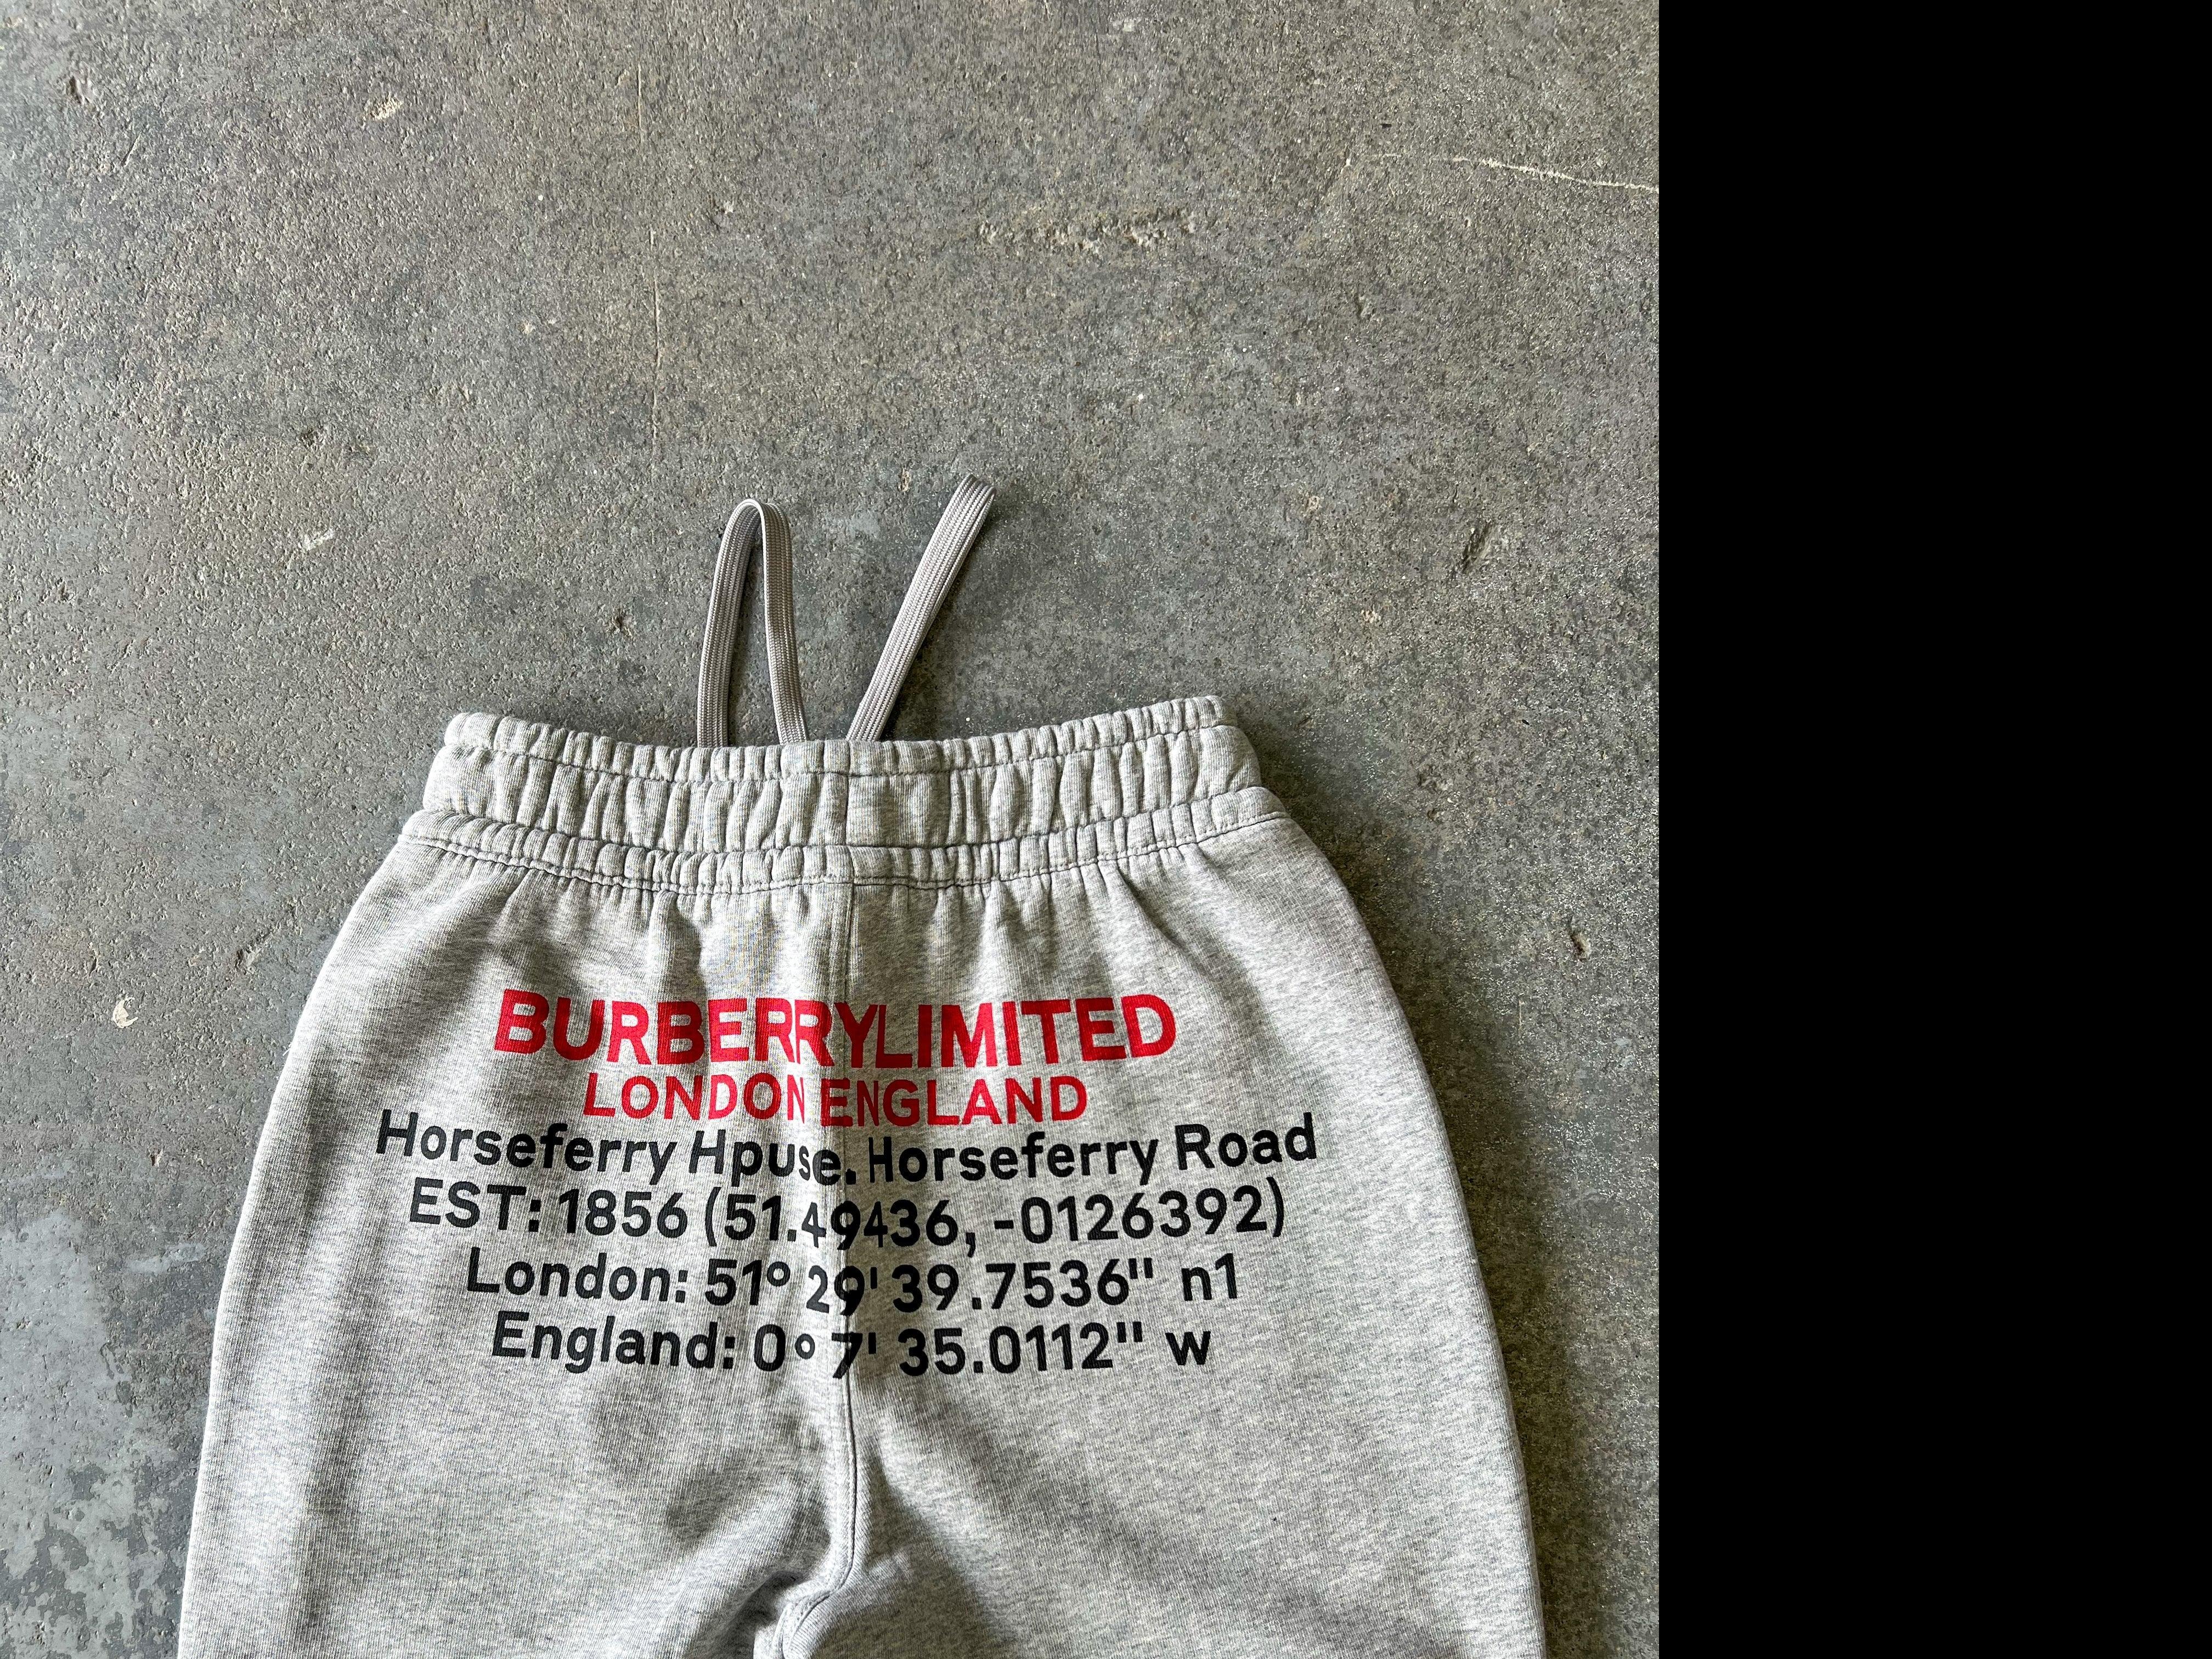 BURBERRYLIMITED
LONDON ENGLAND
Horseferry Hpuse. Horseferry Road
EST: 1856 (51.49436, -0126392)
London: 51° 29' 39.7536" n1
England: 0° 7' 35.0112" w